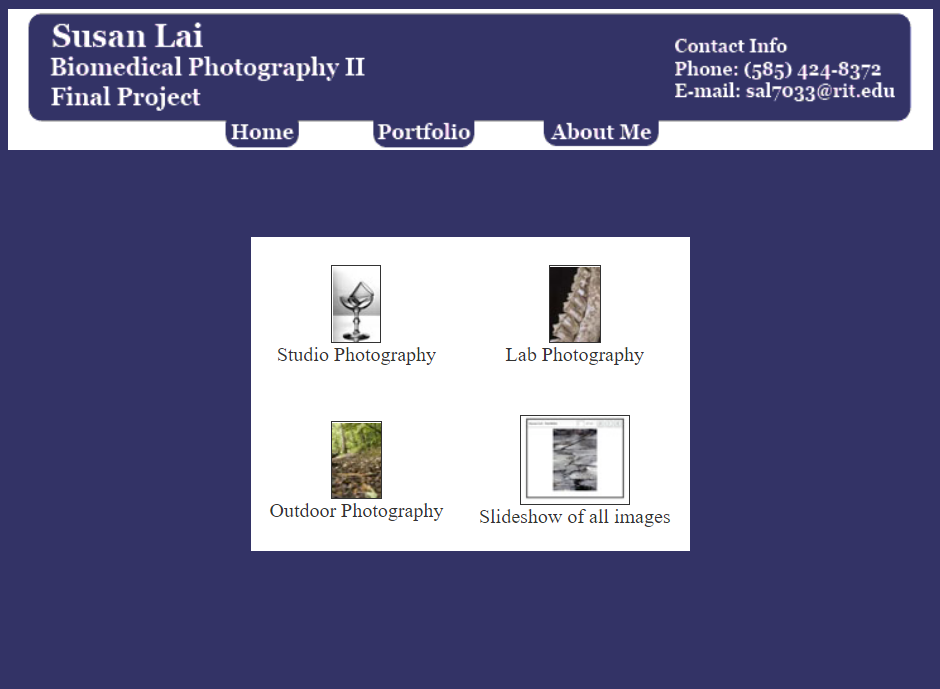 Susan Lai
Biomedical Photography II
Final Project
Contact Info
Phone: (585) 424-8372
E-mail: sal7033@rit.edu
Home Portfolio About Me
Studio Photography
Lab Photography
Outdoor Photography
Slideshow of all images